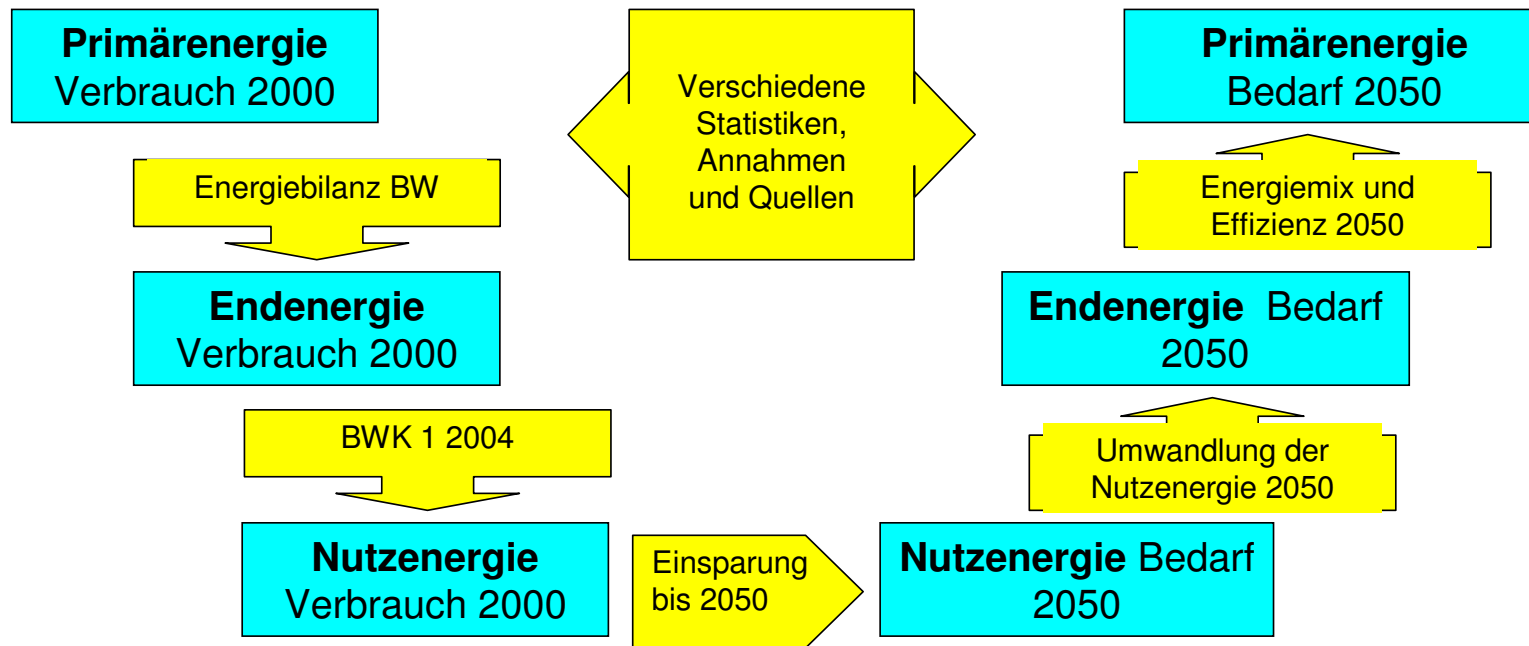 Primärenergie
Verbrauch 2000
Verschiedene
Statistiken,
Annahmen
und Quellen
Primärenergie
Bedarf 2050
Energiebilanz BW
Energiemix und
Effizienz 2050
Endenergie
Verbrauch 2000
Endenergie Bedarf
2050
BWK 1 2004
Umwandlung der
Nutzenergie 2050
Nutzenergie
Verbrauch 2000
Einsparung
bis 2050
Nutzenergie Bedarf
2050